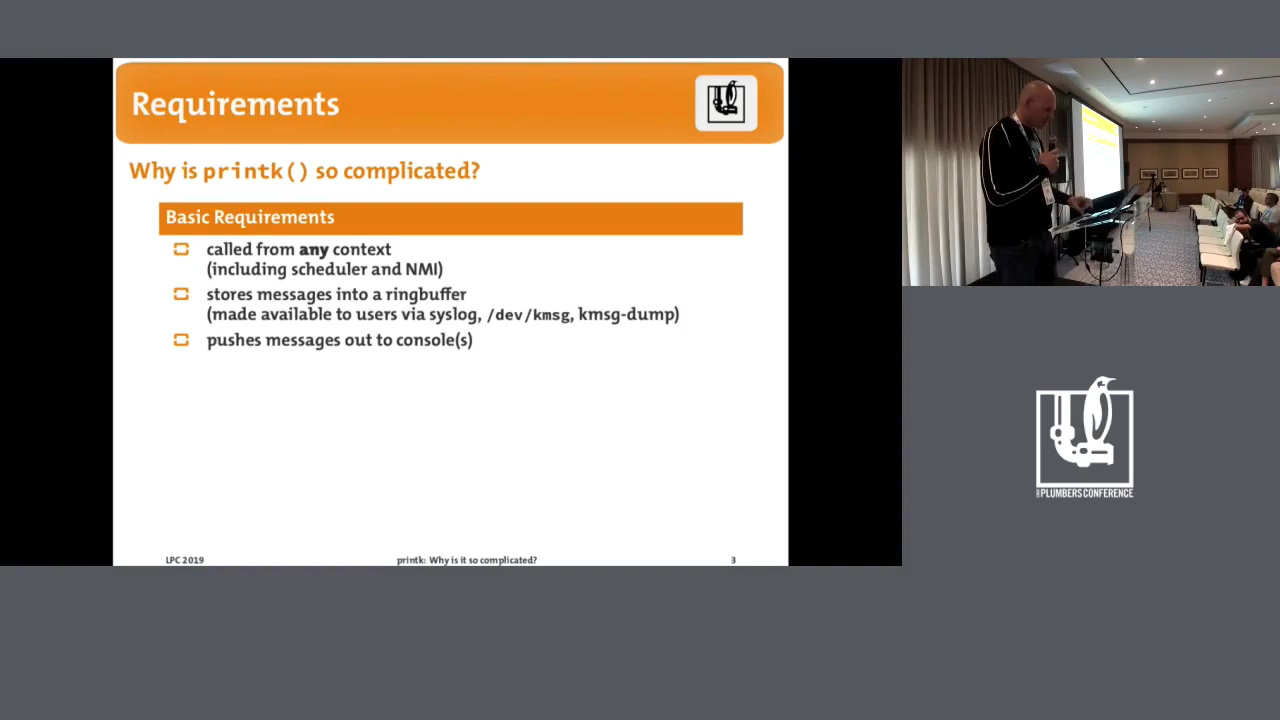 Requirements
Why is printk() so complicated?
Basic Requirements
called from any context
(including scheduler and NMI)
stores messages into a ringbuffer
(made available to users via syslog, /dev/kmsg, kmsg-dump)
pushes messages out to console(s)
LPC 2019 printk: Why is it so complicated? 3
PLUMBERS CONFERENCE